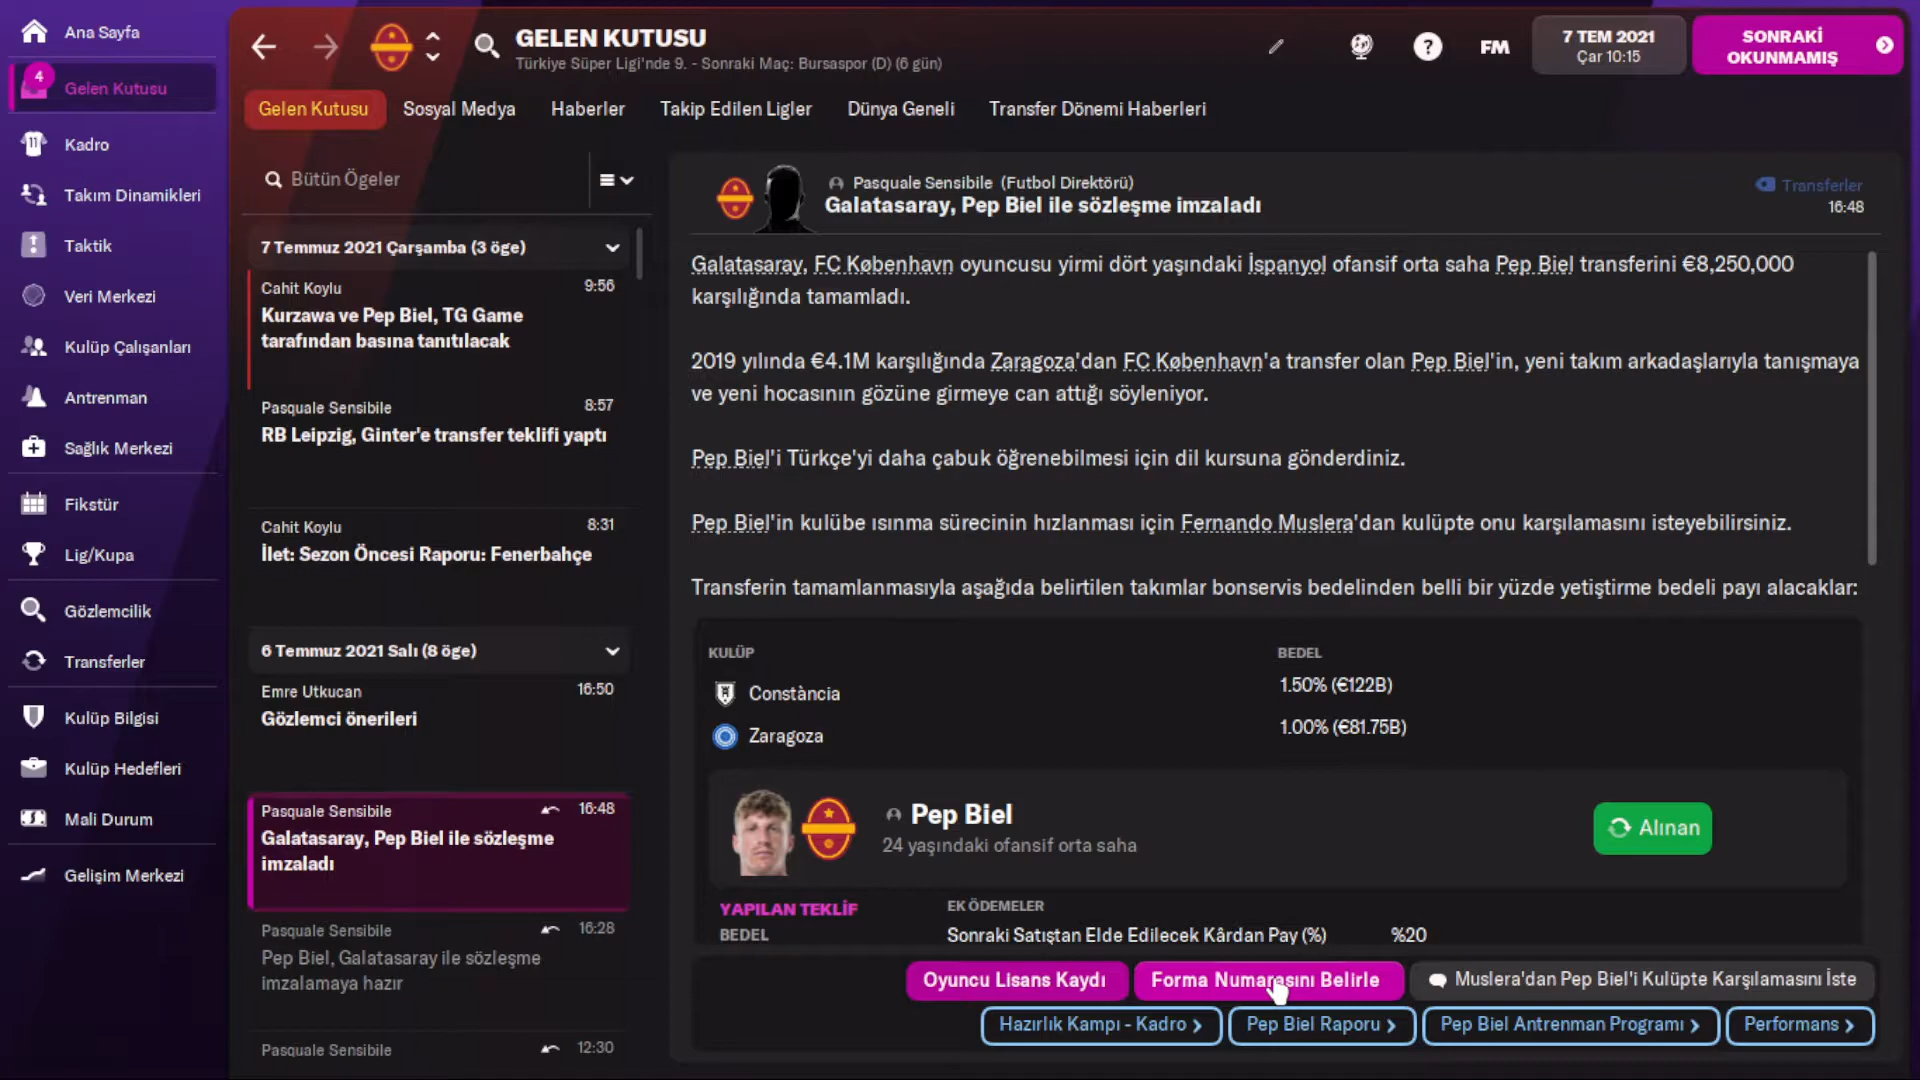 Ana Sayfa
4
Gelen Kutusu
Kadro
Takım Dinamikleri
Taktik
Veri Merkezi
Kulüp Çalışanları
Antrenman
Sağlık Merkezi
Fikstür
Lig/Kupa
Gözlemcilik
Transferler
Kulüp Bilgisi
Kulüp Hedefleri
Mali Durum
Gelişim Merkezi
GELEN KUTUSU
Türkiye Süper Ligi'nde 9. - Sonraki Maç: Bursaspor (D) (6 gün)
FM
7 TEM 2021
Çar 10:15
SONRAKİ
OKUNMAMIŞ
Gelen Kutusu Sosyal Medya Haberler Takip Edilen Ligler Dünya Geneli Transfer Dönemi Haberleri
Bütün Ögeler
7 Temmuz 2021 Çarşamba (3 öge)
Cahit Koylu 9:56
Kurzawa ve Pep Biel, TG Game
tarafından basına tanıtılacak
Pasquale Sensibile 8:57
RB Leipzig, Ginter'e transfer teklifi yaptı
Cahit Koylu 8:31
İlet: Sezon Öncesi Raporu: Fenerbahçe
6 Temmuz 2021 Salı (8 öge)
Emre Utkucan 16:50
Gözlemci önerileri
Pasquale Sensibile 16:48
Galatasaray, Pep Biel ile sözleşme
imzaladı
Pasquale Sensibile 16:28
Pep Biel, Galatasaray ile sözleşme
imzalamaya hazır
Pasquale Sensibile 12:30
Pasquale Sensibile (Futbol Direktörü)
Galatasaray, Pep Biel ile sözleşme imzaladı
Transferler
16:48
Galatasaray, FC København oyuncusu yirmi dört yaşındaki İspanyol ofansif orta saha Pep Biel transferini €8,250,000
karşılığında tamamladı.
2019 yılında €4.1M karşılığında Zaragoza'dan FC København'a transfer olan Pep Biel'in, yeni takım arkadaşlarıyla tanışmaya
ve yeni hocasının gözüne girmeye can attığı söyleniyor.
Pep Biel'i Türkçe'yi daha çabuk öğrenebilmesi için dil kursuna gönderdiniz.
Pep Biel'in kulübe ısınma sürecinin hızlanması için Fernando Muslera'dan kulüpte onu karşılamasını isteyebilirsiniz.
Transferin tamamlanmasıyla aşağıda belirtilen takımlar bonservis bedelinden belli bir yüzde yetiştirme bedeli payı alacaklar:
KULÜP BEDEL
Constància 1.50% (€122B)
Zaragoza 1.00% (€81.75B)
Pep Biel
24 yaşındaki ofansif orta saha
Alınan
YAPILAN TEKLİF EK ÖDEMELER
BEDEL Sonraki Satıştan Elde Edilecek Kârdan Pay (%) %20
Oyuncu Lisans Kaydı Forma Numarasını Belirle Muslera'dan Pep Biel'i Kulüpte Karşılamasını İste
Hazırlık Kampı - Kadro Pep Biel Raporu Pep Biel Antrenman Programı Performans